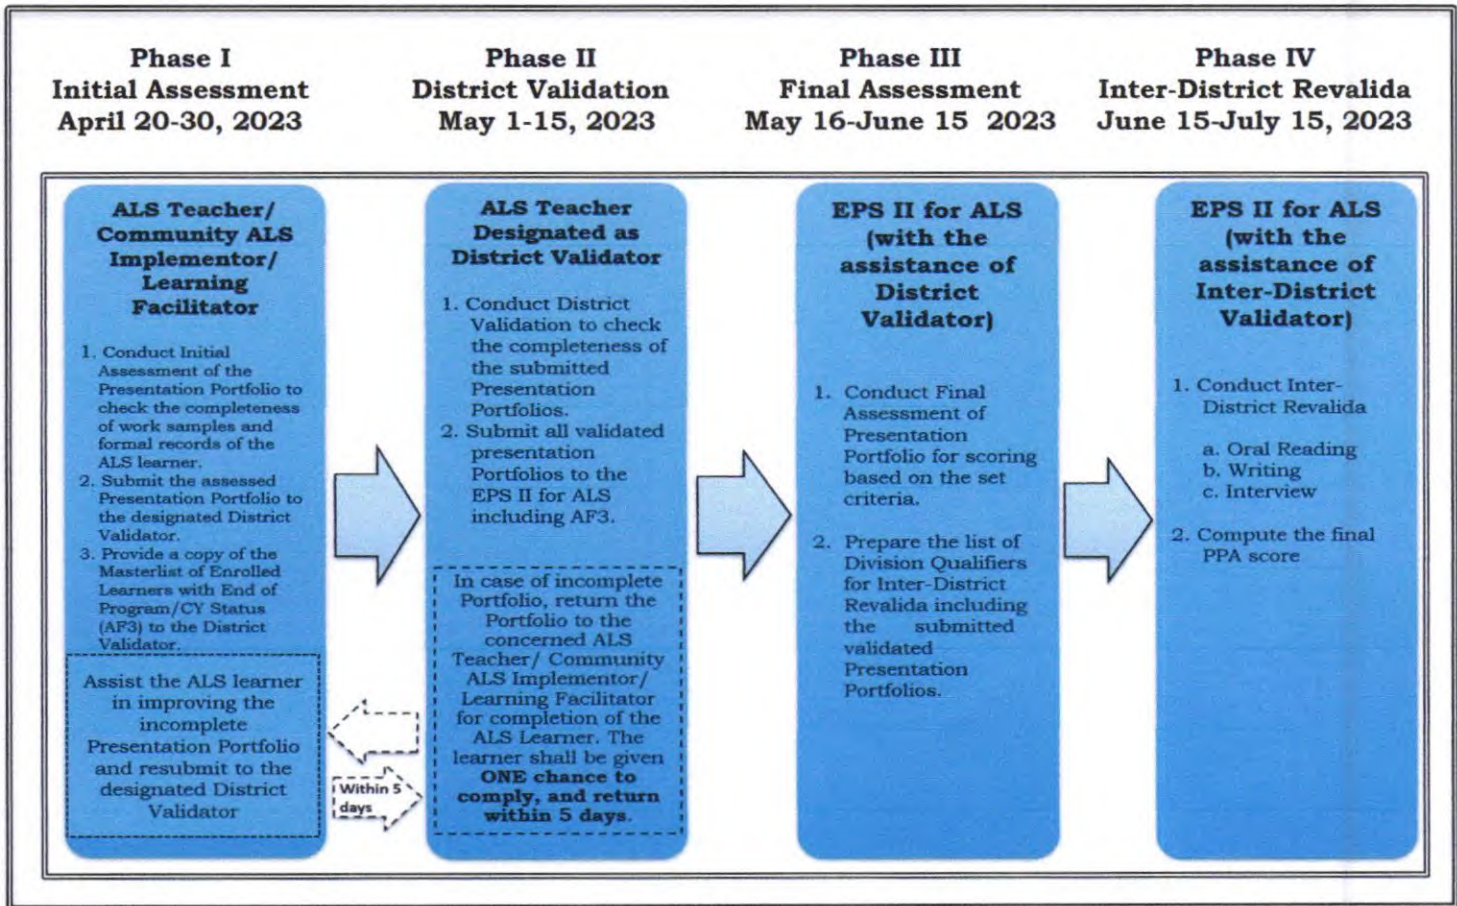 Phase I
Initial Assessment
April 20-30, 2023
Phase II
District Validation
May 1-15, 2023
Phase III
Final Assessment
May 16-June 15 2023
Phase IV
Inter-District Revalida
June 15-July 15, 2023
ALS Teacher/
Community ALS
Implementor/
Learning
Facilitator
1. Conduct Initial
Assessment of the
Presentation Portfolio to
check the completeness
of work samples and
formal records of the
ALS learner.
2. Submit the assessed
Presentation Portfolio to
the designated District
Validator.
3. Provide a copy of the
Masterlist of Enrolled
Learners with End of
Program/CY Status
(AF3) to the District
Validator.
Assist the ALS learner
in improving the
incomplete
Presentation Portfolio
and resubmit to the
designated District
Validator
Within 5
days
ALS Teacher
Designated as
District Validator
1. Conduct District
Validation to check
the completeness of
the submitted
Presentation
Portfolios.
2. Submit all validated
presentation
Portfolios to the
EPS II for ALS
including AF3.
In case of incomplete
Portfolio, return the
Portfolio to the
concerned ALS
Teacher/ Community
ALS Implementor/
Learning Facilitator
for completion of the
ALS Learner. The
learner shall be given
ONE chance to
comply, and return
within 5 days.
EPS II for ALS
(with the
assistance of
District
Validator)
1. Conduct Final
Assessment of
Presentation
Portfolio for scoring
based on the set
criteria.
2. Prepare the list of
Division Qualifiers
for Inter-District
Revalida including
the submitted
validated
Presentation
Portfolios.
EPS II for ALS
(with the
assistance of
Inter-District
Validator)
1. Conduct Inter-
District Revalida
a. Oral Reading
b. Writing
c. Interview
2. Compute the final
PPA score